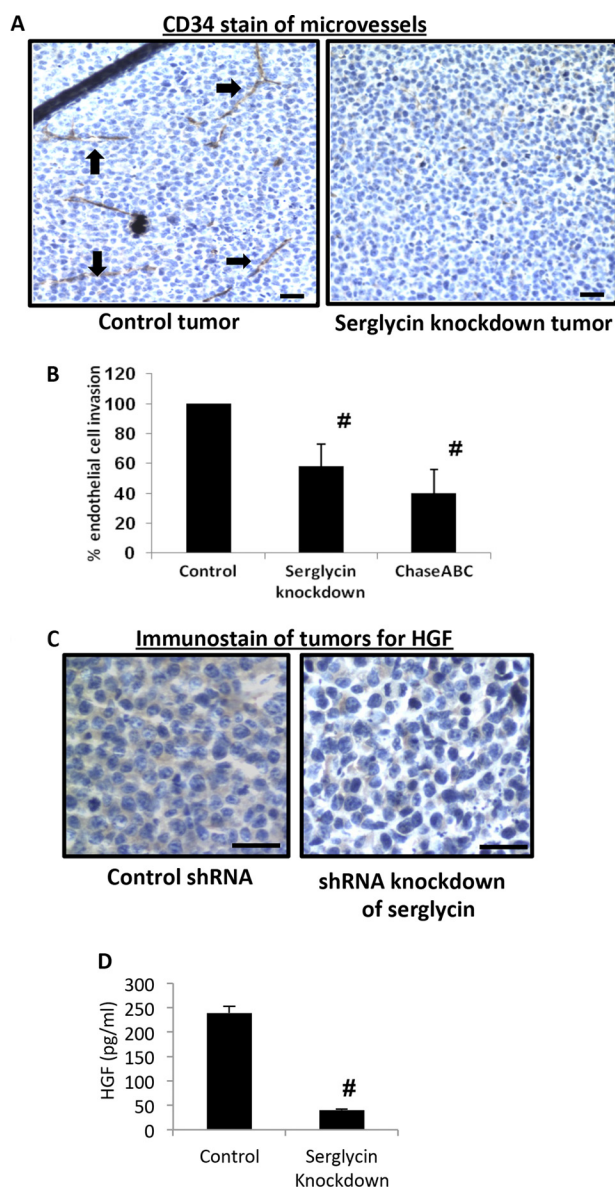 A CD34 stain of microvessels
Control tumor Serglycin knockdown tumor
B
120
100
80
60
40
20
0
% endothelial cell invasion
# #
Control Serglycin knockdown ChaseABC
C Immunostain of tumors for HGF
Control shRNA shRNA knockdown
of serglycin
D
300
250
200
150
100
50
0
HGF (pg/ml)
#
Control Serglycin
Knockdown